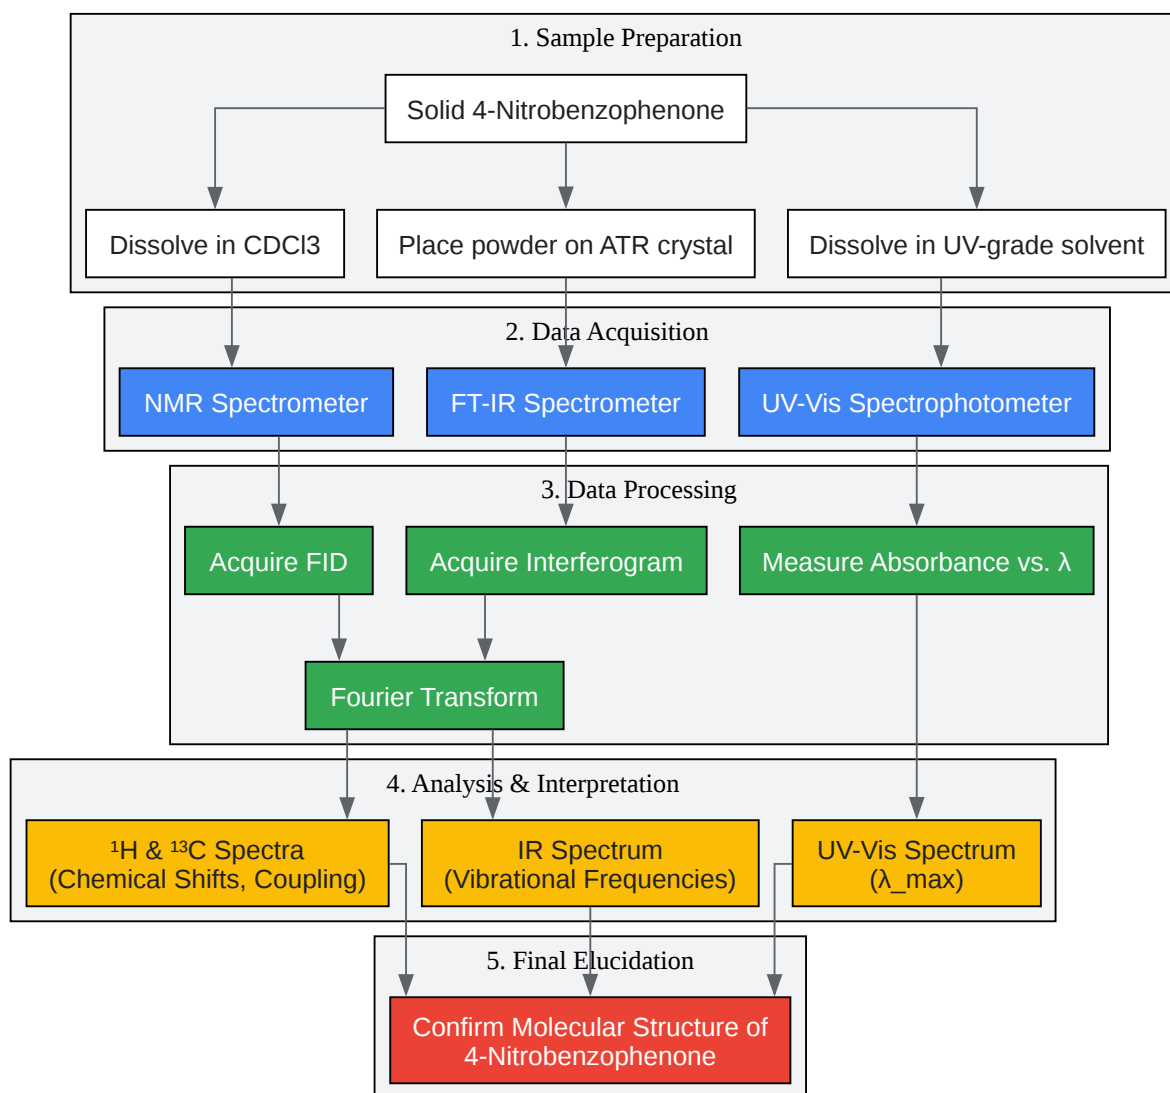 1. Sample Preparation
Solid 4-Nitrobenzophenone
Dissolve in CDCl3
Place powder on ATR crystal
Dissolve in UV-grade solvent
2. Data Acquisition
NMR Spectrometer
FT-IR Spectrometer
UV-Vis Spectrophotometer
3. Data Processing
Acquire FID
Acquire Interferogram
Measure Absorbance vs. λ
Fourier Transform
4. Analysis & Interpretation
¹H & ¹³C Spectra
(Chemical Shifts, Coupling)
IR Spectrum
(Vibrational Frequencies)
UV-Vis Spectrum
(λ_max)
5. Final Elucidation
Confirm Molecular Structure of
4-Nitrobenzophenone